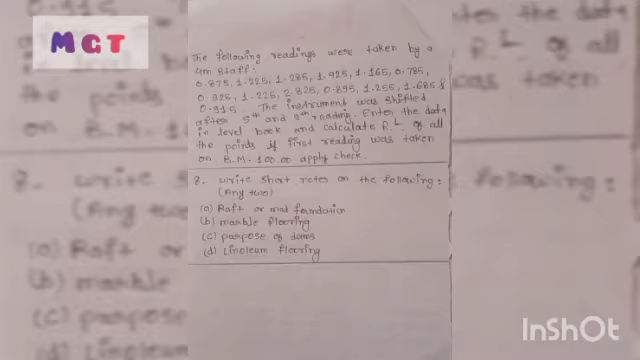 MGT
The following readings were taken by a
4m staff.
0.875, 1.225, 1.285, 1.925, 1.165, 0.785,
0.925, 1.225, 2.825, 0.895, 1.255, 1.685 &
0.915. The instrument was shifted
after 5th and 9th reading. Enter the data
in level book and calculate R.L. of all
the points if first reading was taken
on B.M. 100.00 apply check.
8. Write short notes on the following:
(Any two)
(a) Raft or mat foundation
(b) marble flooring
(c) purpose of doors
(d) Linoleum flooring
InShOt